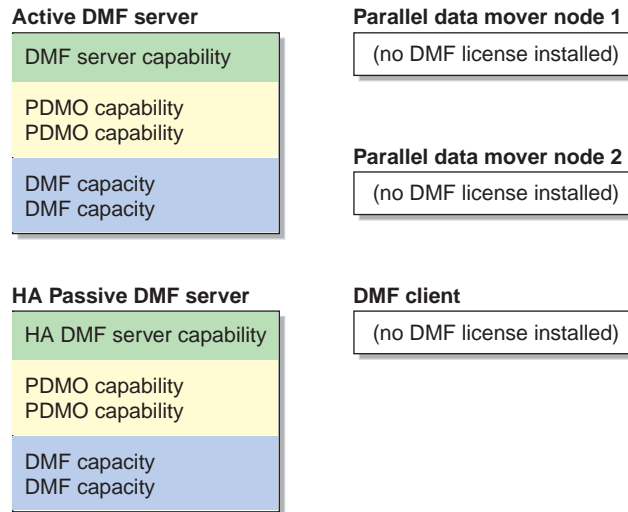 Active DMF server
DMF server capability
PDMO capability
PDMO capability
DMF capacity
DMF capacity
Parallel data mover node 1
(no DMF license installed)
Parallel data mover node 2
(no DMF license installed)
HA Passive DMF server
HA DMF server capability
PDMO capability
PDMO capability
DMF capacity
DMF capacity
DMF client
(no DMF license installed)